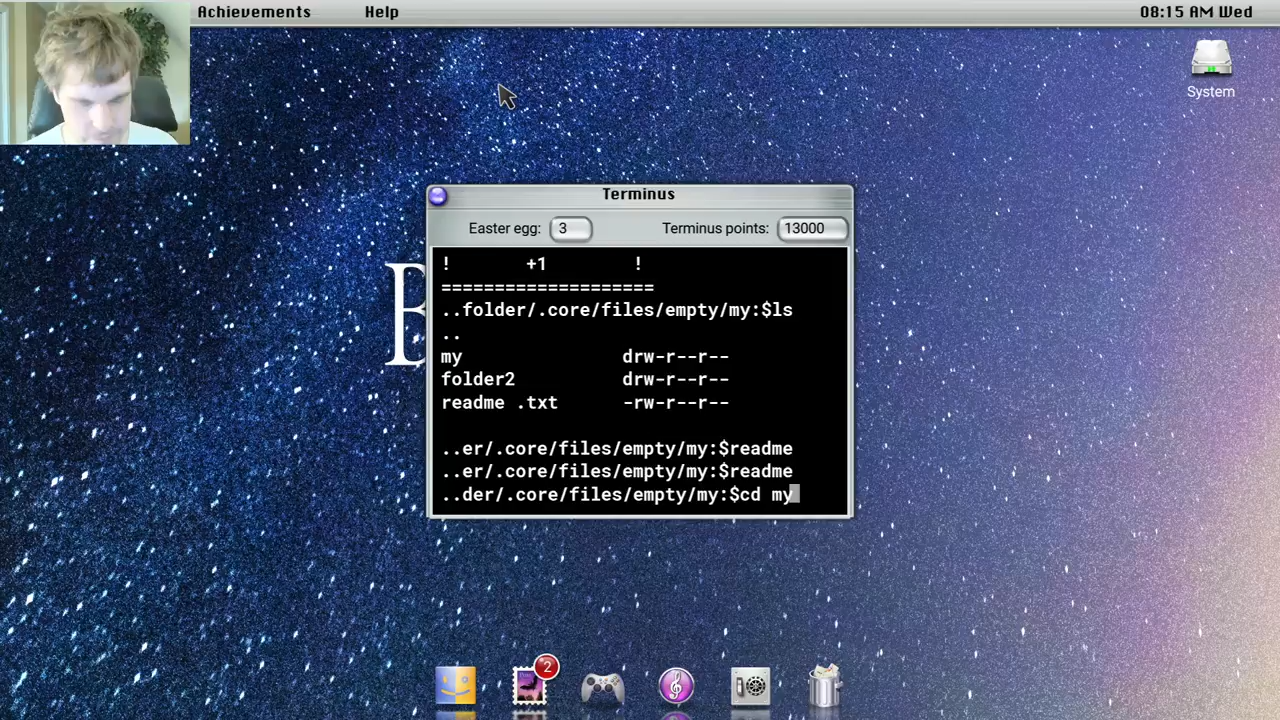 Achievements Help 08:15 AM Wed
System
Terminus
Easter egg: 3 Terminus points: 13000
! +1 !
====================
..folder/.core/files/empty/my:$ls
..
my drw-r--r--
folder2 drw-r--r--
readme .txt -rw-r--r--
..er/.core/files/empty/my:$readme
..er/.core/files/empty/my:$readme
..der/.core/files/empty/my:$cd my
B
2